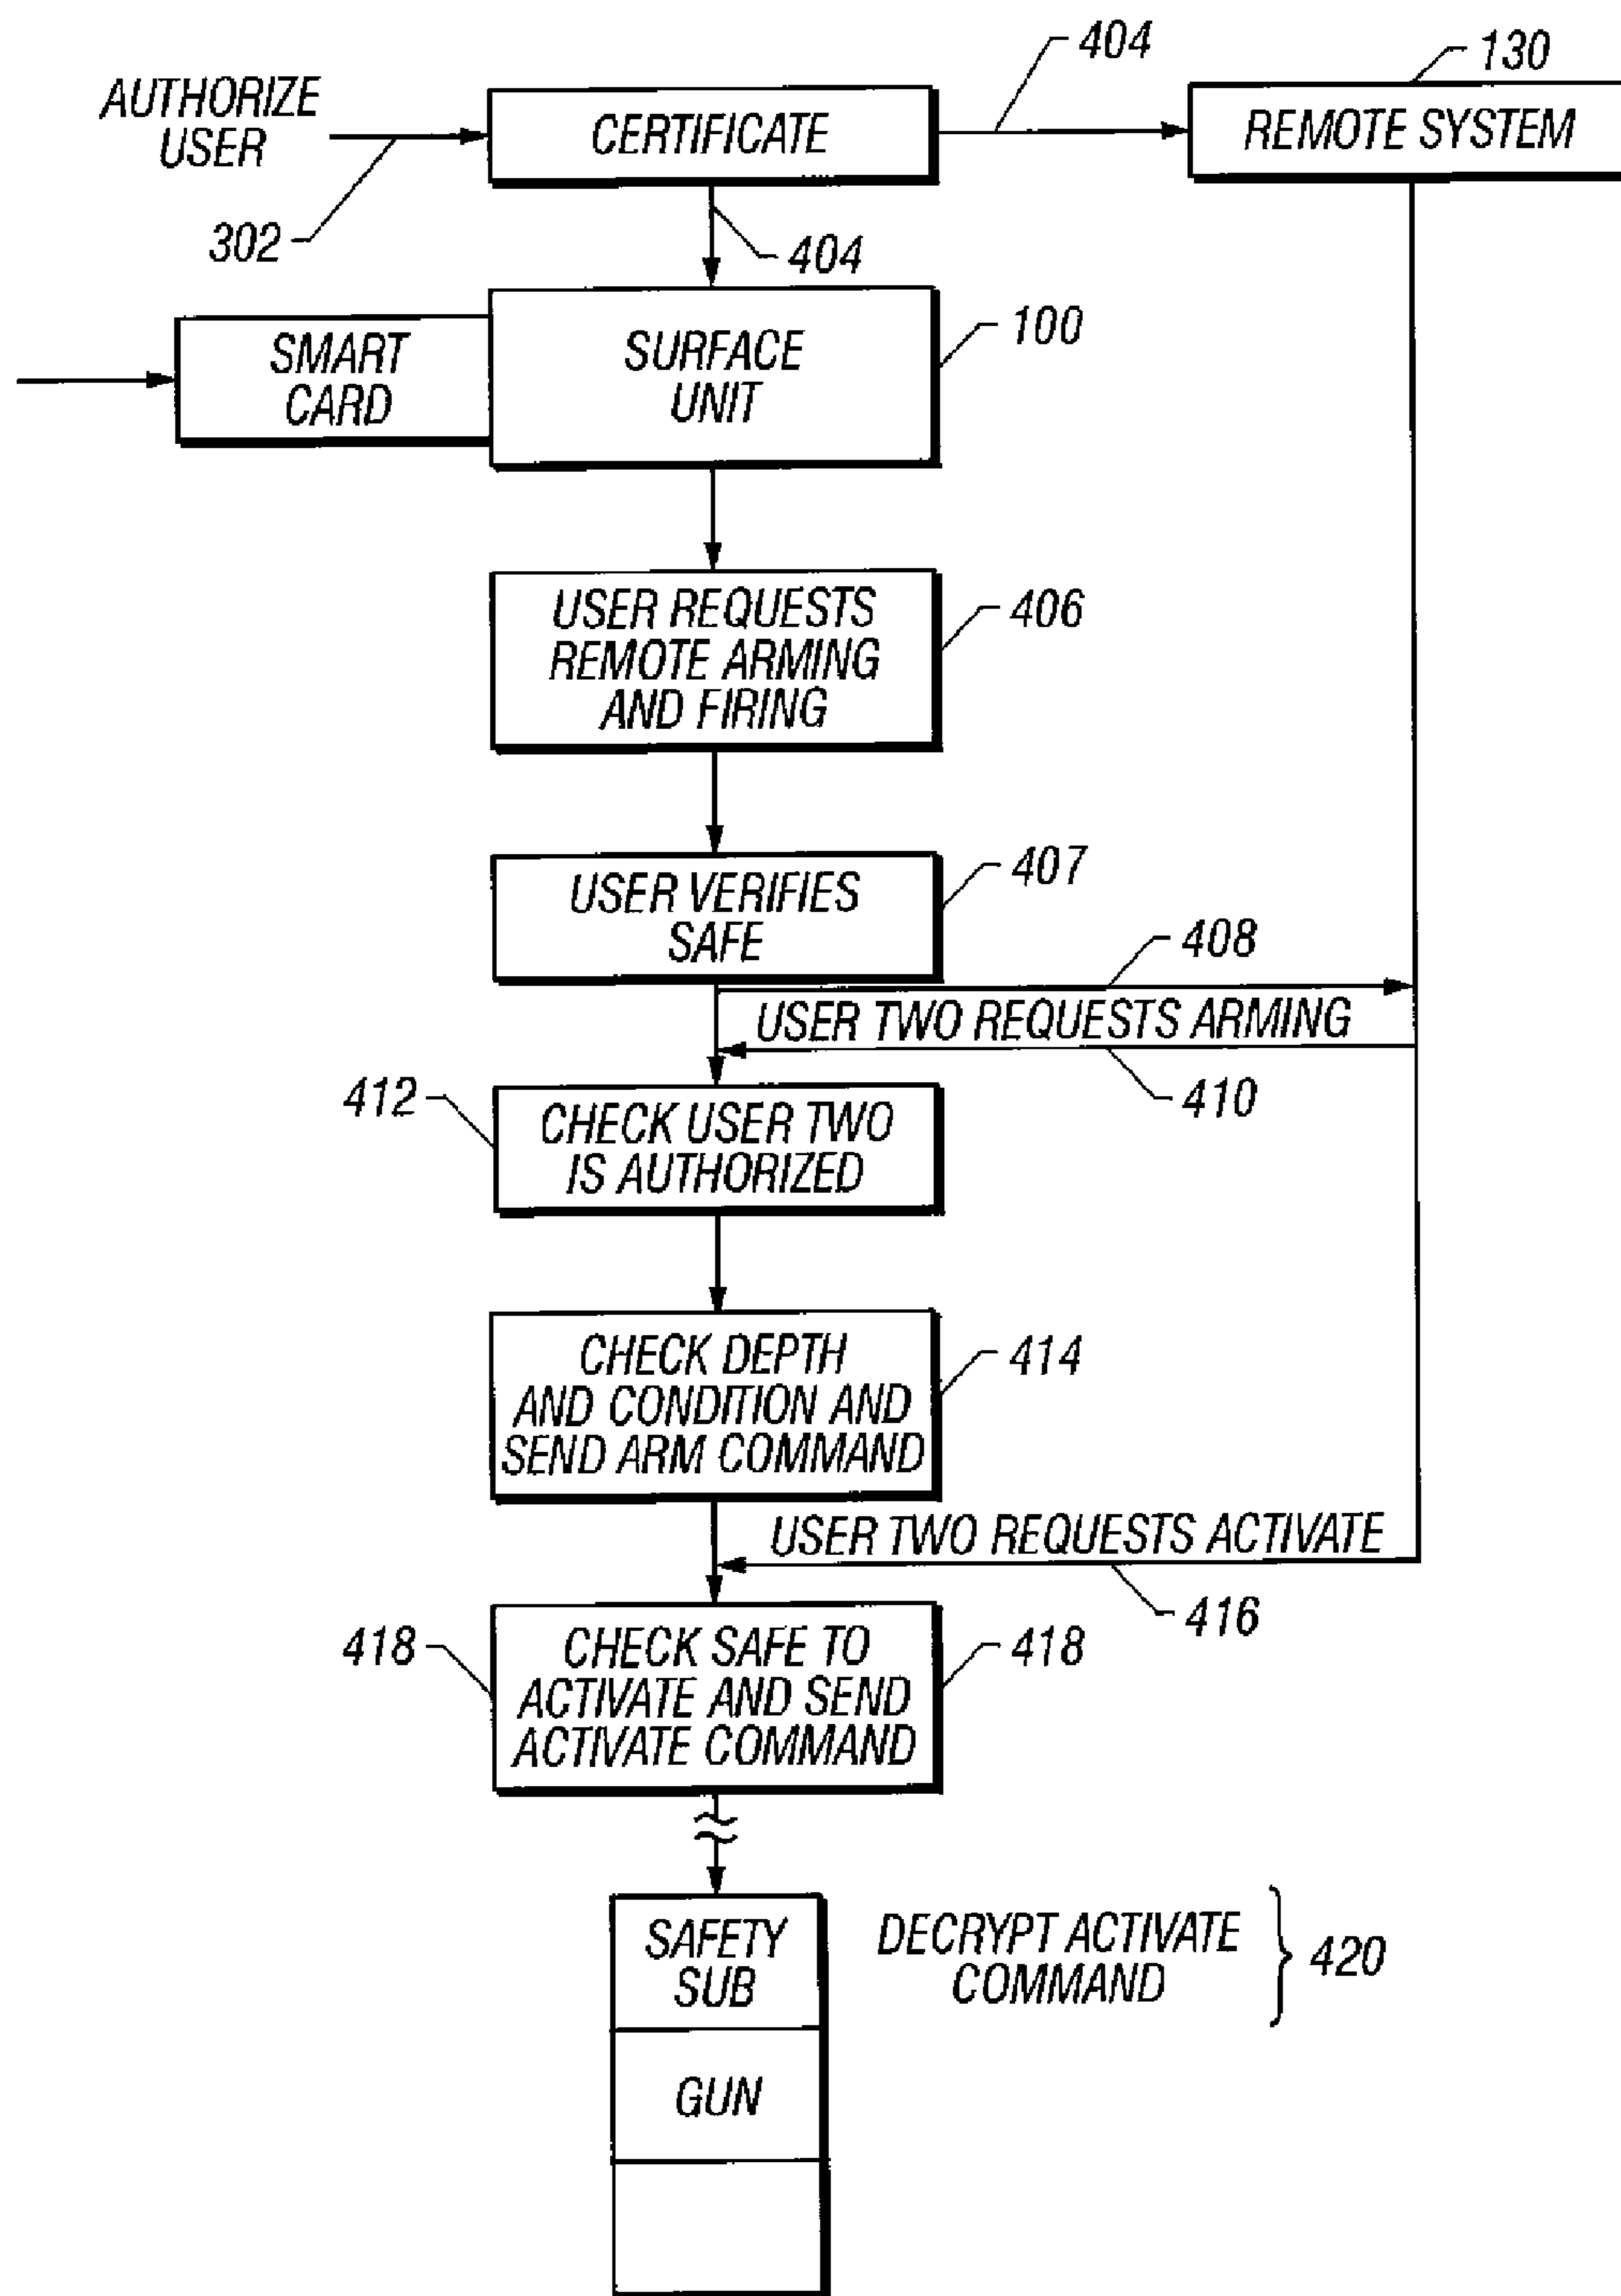 AUTHORIZE
USER
302
CERTIFICATE
404
130
REMOTE SYSTEM
404
SMART
CARD
SURFACE
UNIT
100
USER REQUESTS
REMOTE ARMING
AND FIRING
406
USER VERIFIES
SAFE
407
408
USER TWO REQUESTS ARMING
410
412
CHECK USER TWO
IS AUTHORIZED
CHECK DEPTH
AND CONDITION AND
SEND ARM COMMAND
414
USER TWO REQUESTS ACTIVATE
416
418
CHECK SAFE TO
ACTIVATE AND SEND
ACTIVATE COMMAND
418
SAFETY
SUB
DECRYPT ACTIVATE
COMMAND
420
GUN